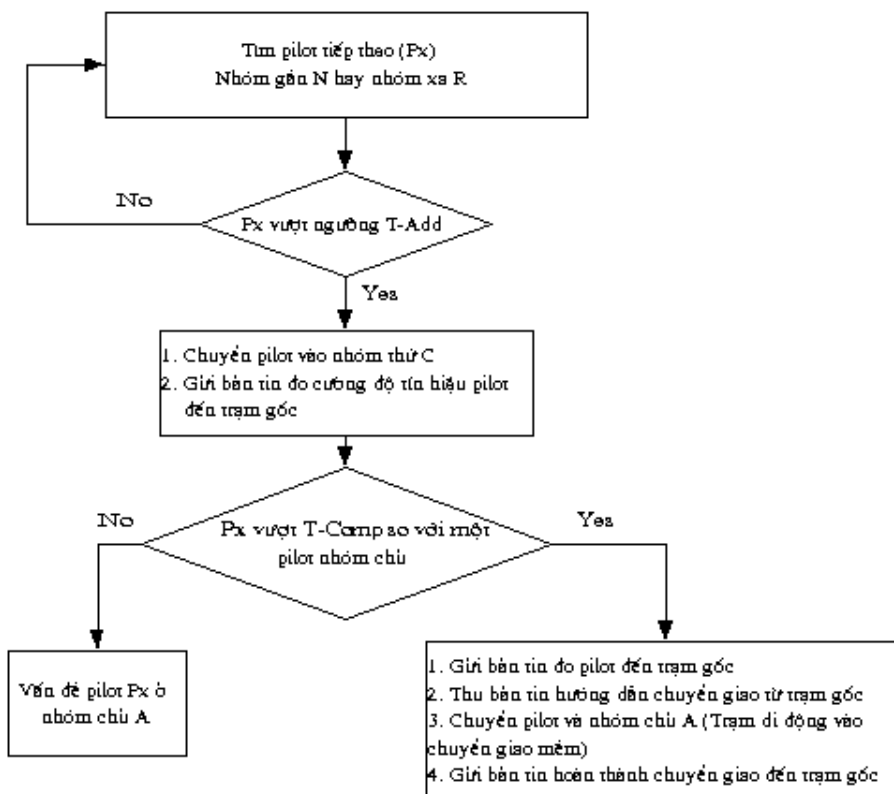 Tìm pilot tiếp theo (Px)
Nhóm gần N hay nhóm xa R
No
Px vượt ngưỡng T-Add
Yes
1. Chuyển pilot vào nhóm thứ C
2. Gửi bản tin đo cường độ tín hiệu pilot
đến trạm gốc
No
Px vượt T-Comp so với một
pilot nhóm chủ
Yes
Vấn đề pilot Px ở
nhóm chủ A
1. Gửi bản tin đo pilot đến trạm gốc
2. Thu bản tin hướng dẫn chuyển giao từ trạm gốc
3. Chuyển pilot và nhóm chủ A (Trạm di động vào
chuyển giao mềm)
4. Gửi bản tin hoàn thành chuyển giao đến trạm gốc